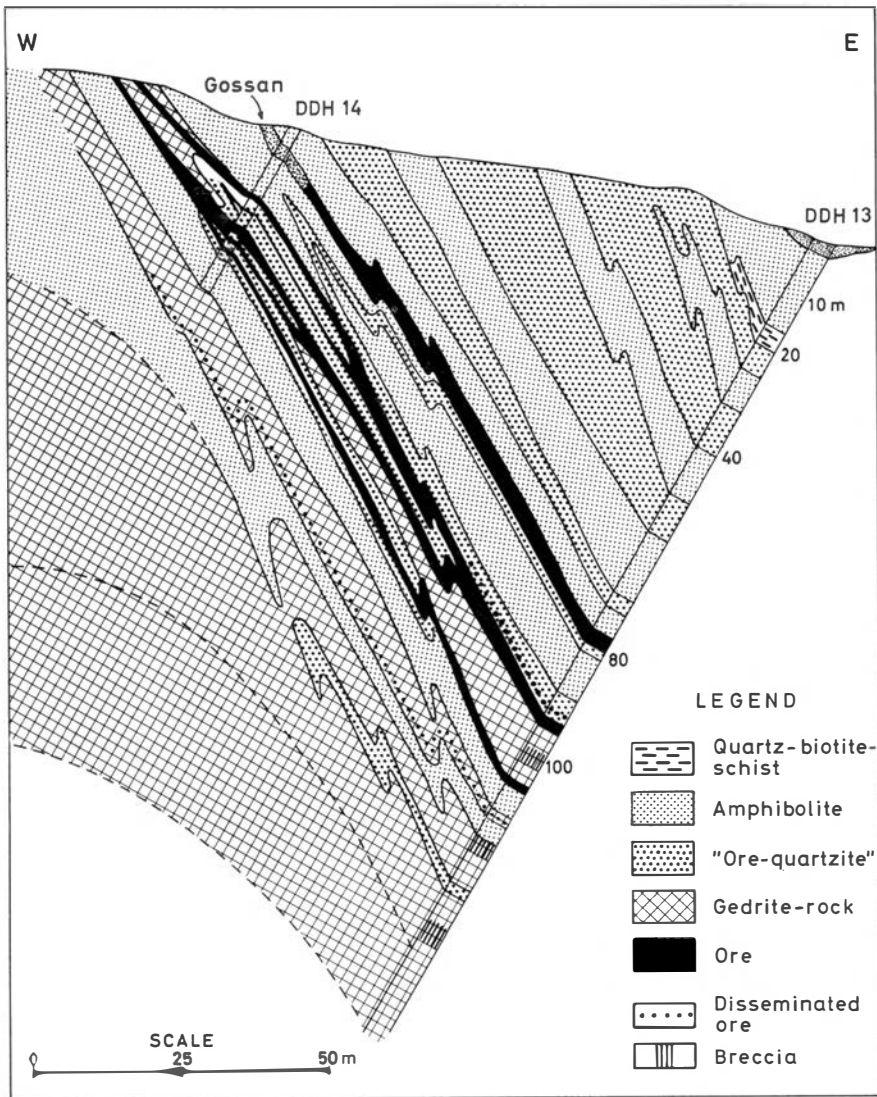 W
E
Gossan
DDH 14
DDH 13
10 m
20
40
80
100
LEGEND
Quartz-biotite-
schist
Amphibolite
"Ore-quartzite"
Gedrite-rock
Ore
Disseminated
ore
Breccia
SCALE
0 25 50 m